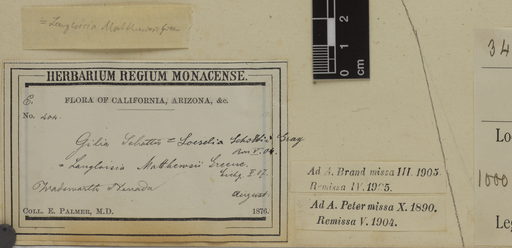 = Langloisia Matthewsii
HERBARIUM REGIUM MONACENSE.
FLORA OF CALIFORNIA, ARIZONA, &c.
No. 404.
Gilia Schottii = Loeselia Schottii Gray
= Langloisia Matthewsii Greene.
Wadsworth Nevada
August
COLL. E. PALMER, M.D. 1876.
0 1 2
cm
Ad A. Brand missa III. 1905
Remissa IV. 1905.
Ad A. Peter missa X. 1890.
Remissa V. 1904.
34
Lo
1000
Leg